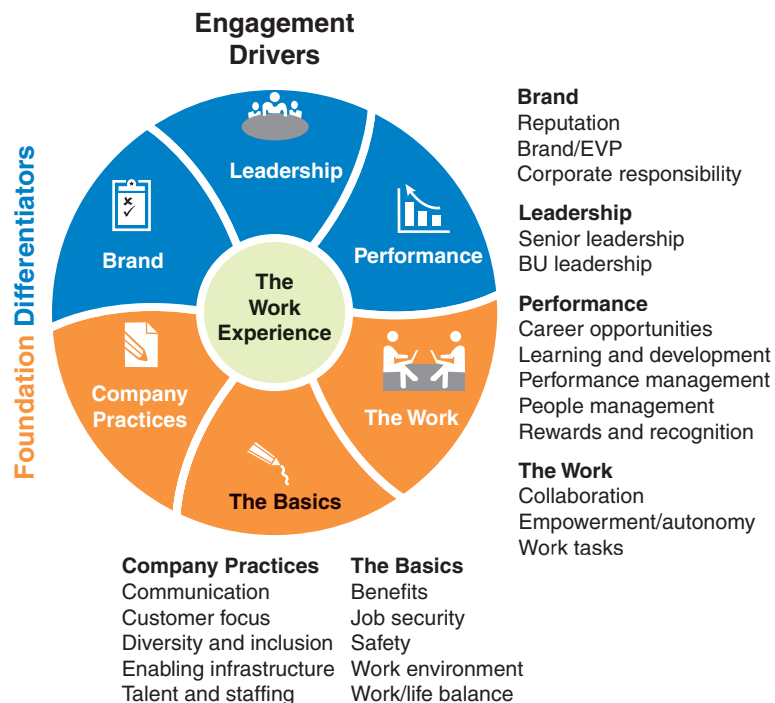 Engagement
Drivers
Foundation Differentiators
Leadership
Brand
Performance
The
Work
Experience
Company
Practices
The Work
The Basics
Brand
Reputation
Brand/EVP
Corporate responsibility
Leadership
Senior leadership
BU leadership
Performance
Career opportunities
Learning and development
Performance management
People management
Rewards and recognition
The Work
Collaboration
Empowerment/autonomy
Work tasks
Company Practices
Communication
Customer focus
Diversity and inclusion
Enabling infrastructure
Talent and staffing
The Basics
Benefits
Job security
Safety
Work environment
Work/life balance